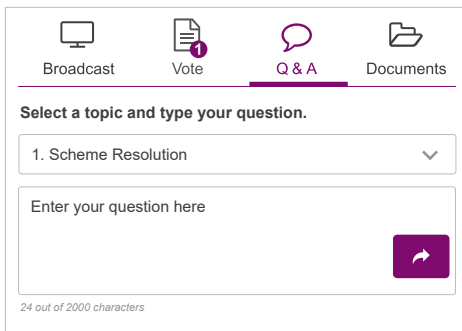 1
Broadcast Vote Q & A Documents
Select a topic and type your question.
1. Scheme Resolution
Enter your question here
24 out of 2000 characters